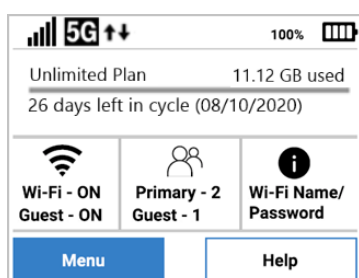 5G 100%
Unlimited Plan 11.12 GB used
26 days left in cycle (08/10/2020)
Wi-Fi - ON Primary - 2 Wi-Fi Name/
Guest - ON Guest - 1 Password
Menu Help